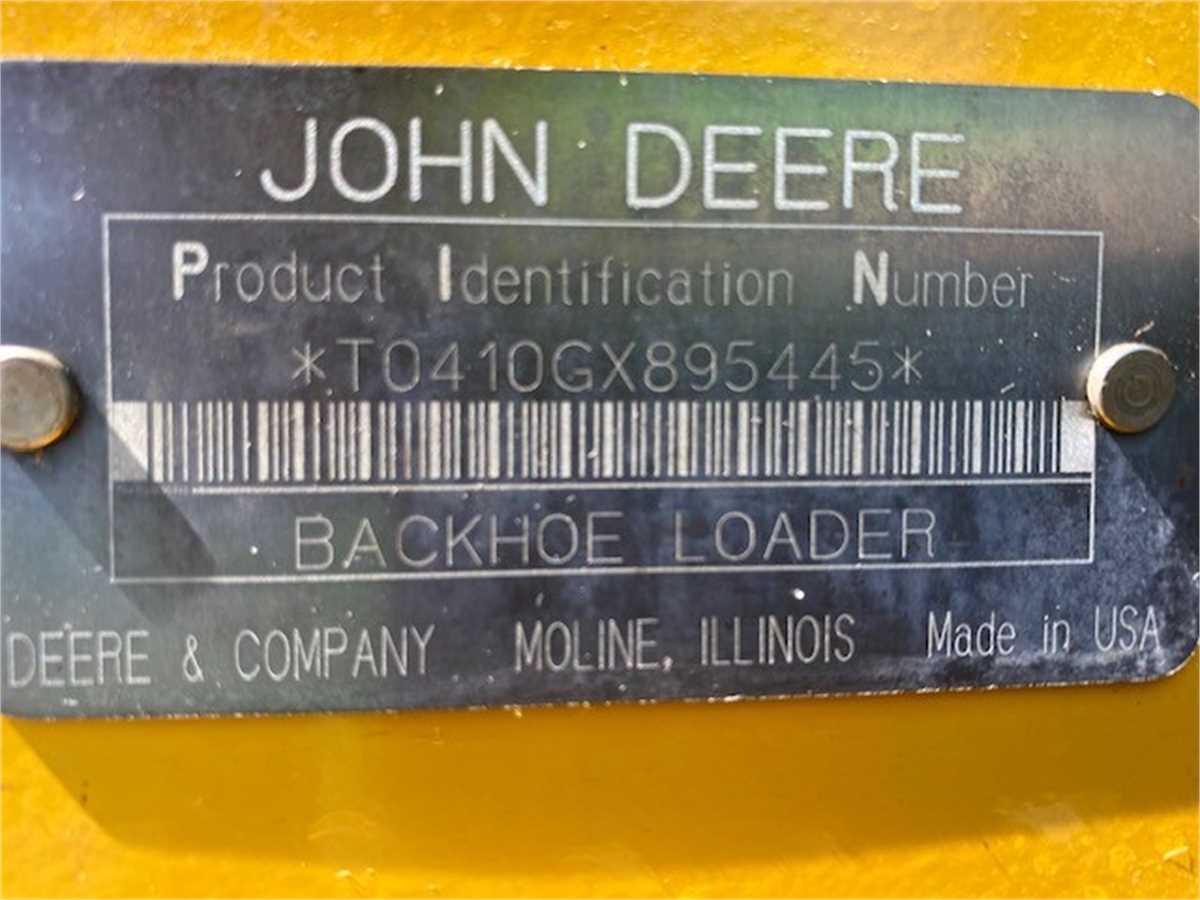 JOHN DEERE
Product Identification Number
*T0410GX895445*
BACKHOE LOADER
DEERE & COMPANY MOLINE, ILLINOIS Made in USA